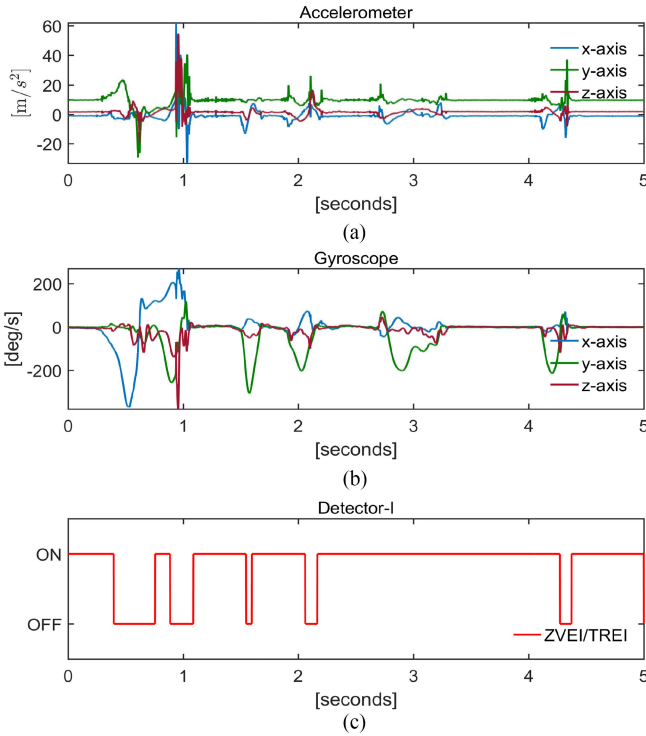 Accelerometer
60
40
20
0
-20
[m/s²]
x-axis
y-axis
z-axis
0 1 2 3 4 5
[seconds]
(a)
Gyroscope
200
0
-200
[deg/s]
x-axis
y-axis
z-axis
0 1 2 3 4 5
[seconds]
(b)
Detector-I
ON
OFF
ZVEI/TREI
0 1 2 3 4 5
[seconds]
(c)